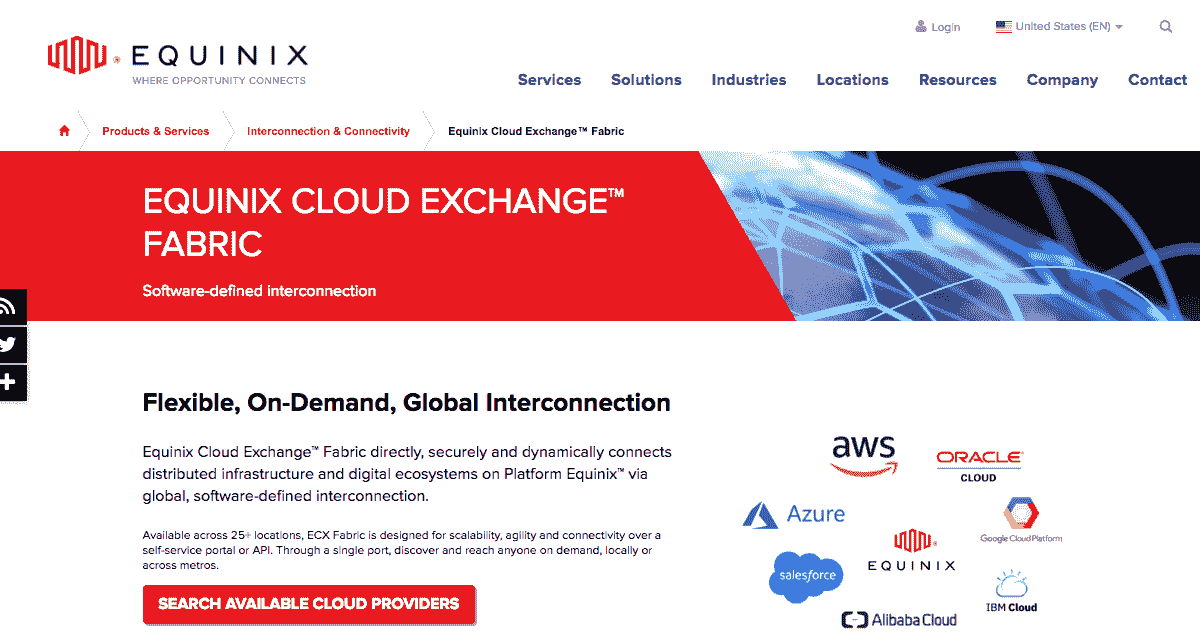 Login
United States (EN)
® EQUINIX
WHERE OPPORTUNITY CONNECTS
Services Solutions Industries Locations Resources Company Contact
Products & Services Interconnection & Connectivity Equinix Cloud Exchange™ Fabric
EQUINIX CLOUD EXCHANGE™
FABRIC
Software-defined interconnection
Flexible, On-Demand, Global Interconnection
Equinix Cloud Exchange™ Fabric directly, securely and dynamically connects
distributed infrastructure and digital ecosystems on Platform Equinix™ via
global, software-defined interconnection.
Available across 25+ locations, ECX Fabric is designed for scalability, agility and connectivity over a
self-service portal or API. Through a single port, discover and reach anyone on demand, locally or
across metros.
SEARCH AVAILABLE CLOUD PROVIDERS
aws
ORACLE
CLOUD
Azure
Google Cloud Platform
EQUINIX
salesforce
IBM Cloud
Alibaba Cloud